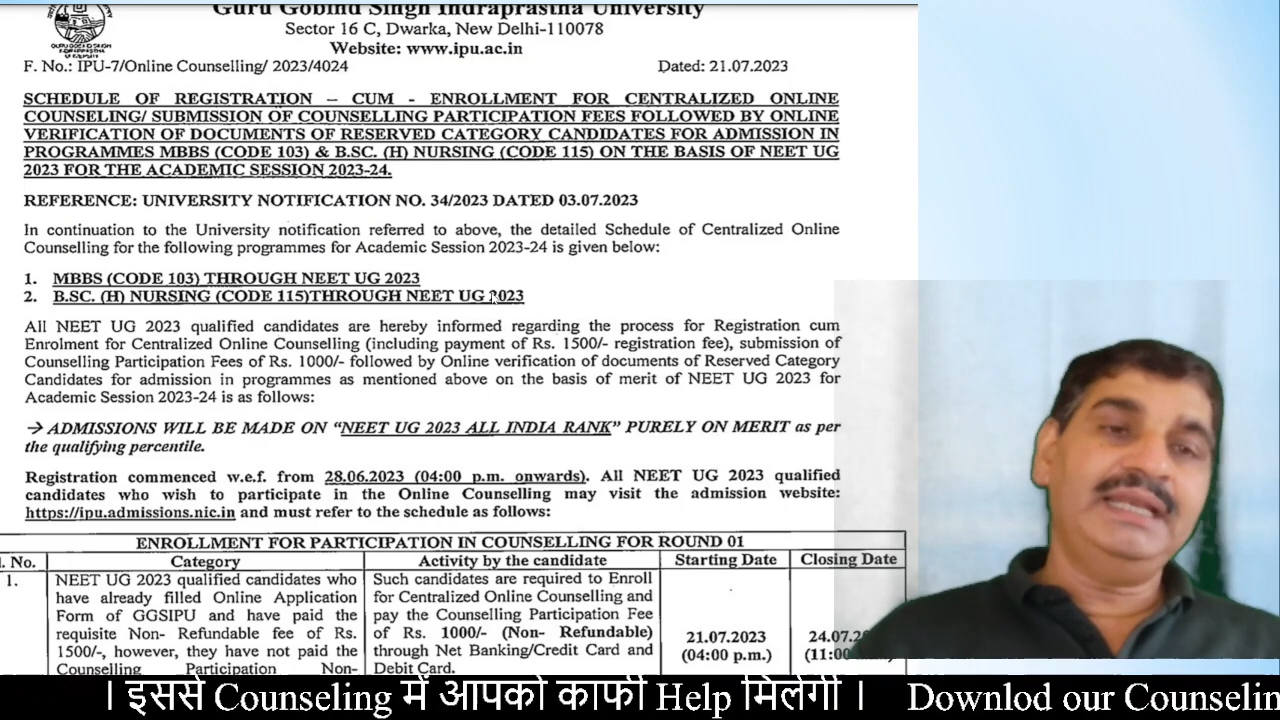 Guru Gobind Singh Indraprastha University
Sector 16 C, Dwarka, New Delhi-110078
Website: www.ipu.ac.in
F. No.: IPU-7/Online Counselling/ 2023/4024 Dated: 21.07.2023
SCHEDULE OF REGISTRATION – CUM - ENROLLMENT FOR CENTRALIZED ONLINE
COUNSELING/ SUBMISSION OF COUNSELLING PARTICIPATION FEES FOLLOWED BY ONLINE
VERIFICATION OF DOCUMENTS OF RESERVED CATEGORY CANDIDATES FOR ADMISSION IN
PROGRAMMES MBBS (CODE 103) & B.SC. (H) NURSING (CODE 115) ON THE BASIS OF NEET UG
2023 FOR THE ACADEMIC SESSION 2023-24.
REFERENCE: UNIVERSITY NOTIFICATION NO. 34/2023 DATED 03.07.2023
In continuation to the University notification referred to above, the detailed Schedule of Centralized Online
Counselling for the following programmes for Academic Session 2023-24 is given below:
1. MBBS (CODE 103) THROUGH NEET UG 2023
2. B.SC. (H) NURSING (CODE 115)THROUGH NEET UG 2023
All NEET UG 2023 qualified candidates are hereby informed regarding the process for Registration cum
Enrolment for Centralized Online Counselling (including payment of Rs. 1500/- registration fee), submission of
Counselling Participation Fees of Rs. 1000/- followed by Online verification of documents of Reserved Category
Candidates for admission in programmes as mentioned above on the basis of merit of NEET UG 2023 for
Academic Session 2023-24 is as follows:
→ ADMISSIONS WILL BE MADE ON “NEET UG 2023 ALL INDIA RANK” PURELY ON MERIT as per
the qualifying percentile.
Registration commenced w.e.f. from 28.06.2023 (04:00 p.m. onwards). All NEET UG 2023 qualified
candidates who wish to participate in the Online Counselling may visit the admission website:
https://ipu.admissions.nic.in and must refer to the schedule as follows:
ENROLLMENT FOR PARTICIPATION IN COUNSELLING FOR ROUND 01
. No. Category Activity by the candidate Starting Date Closing Date
1. NEET UG 2023 qualified candidates who Such candidates are required to Enroll
have already filled Online Application for Centralized Online Counselling and
Form of GGSIPU and have paid the pay the Counselling Participation Fee
requisite Non- Refundable fee of Rs. of Rs. 1000/- (Non- Refundable) 21.07.2023 24.07.2
1500/-, however, they have not paid the through Net Banking/Credit Card and (04:00 p.m.) (11:00
Counselling Participation Non- Debit Card.
। इससे Counseling में आपको काफी Help मिलेगी । Downlod our Counselin